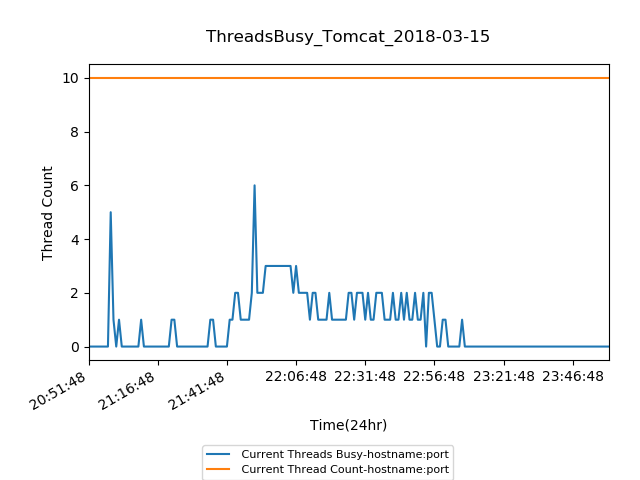 ThreadsBusy_Tomcat_2018-03-15
Thread Count
10
8
6
4
2
0
20:51:48
21:16:48
21:41:48
22:06:48
22:31:48
22:56:48
23:21:48
23:46:48
Time(24hr)
Current Threads Busy-hostname:port
Current Thread Count-hostname:port